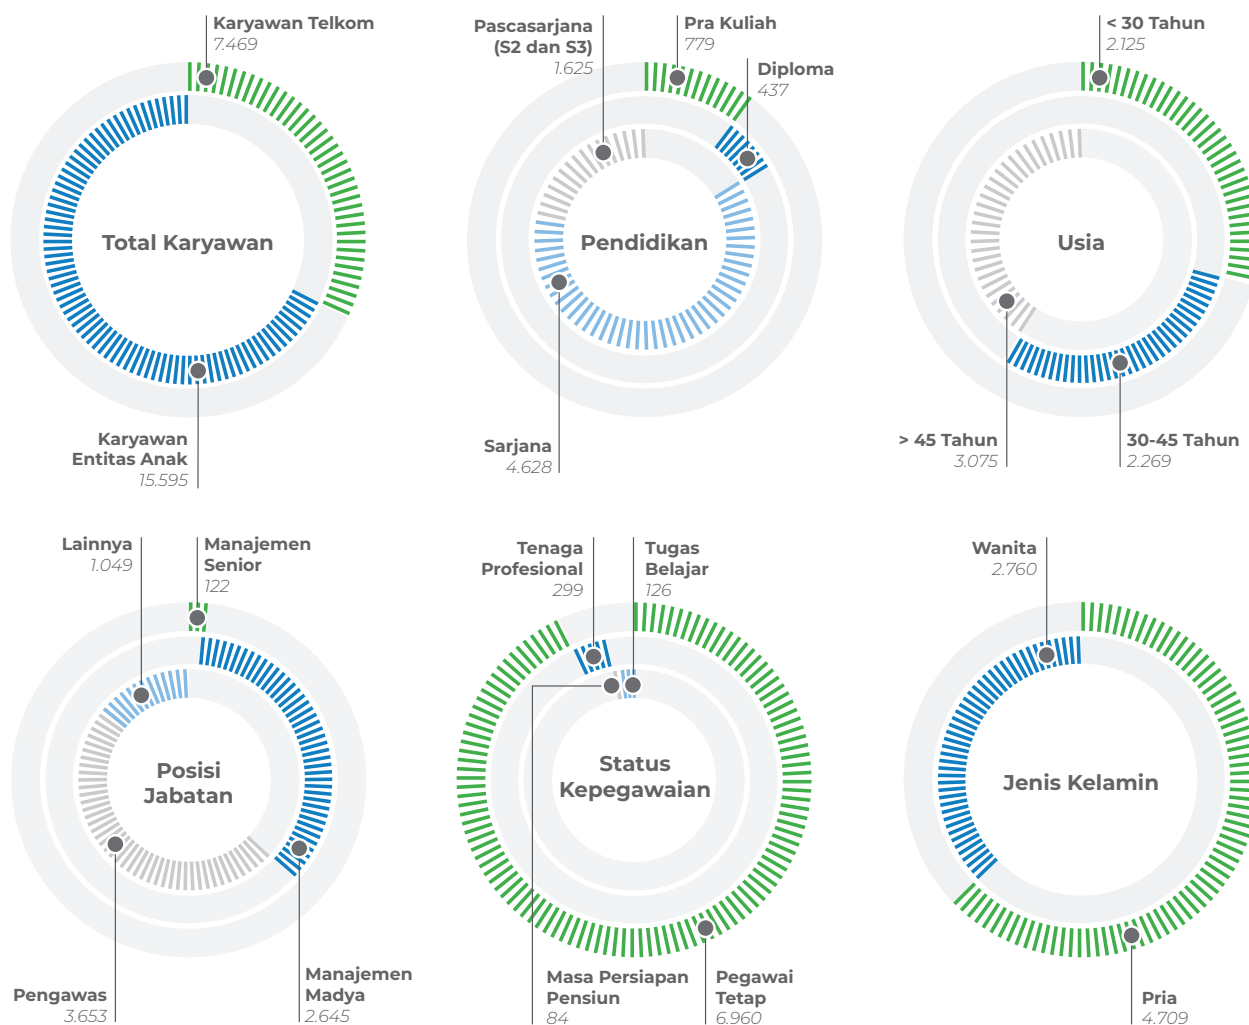 Karyawan Telkom
7.469
Total Karyawan
Karyawan
Entitas Anak
15.595
Pascasarjana
(S2 dan S3)
1.625
Pra Kuliah
779
Diploma
437
Pendidikan
Sarjana
4.628
< 30 Tahun
2.125
Usia
> 45 Tahun
3.075
30-45 Tahun
2.269
Lainnya
1.049
Manajemen
Senior
122
Posisi
Jabatan
Pengawas
3.653
Manajemen
Madya
2.645
Tenaga
Profesional
299
Tugas
Belajar
126
Status
Kepegawaian
Masa Persiapan
Pensiun
84
Pegawai
Tetap
6.960
Wanita
2.760
Jenis Kelamin
Pria
4.709